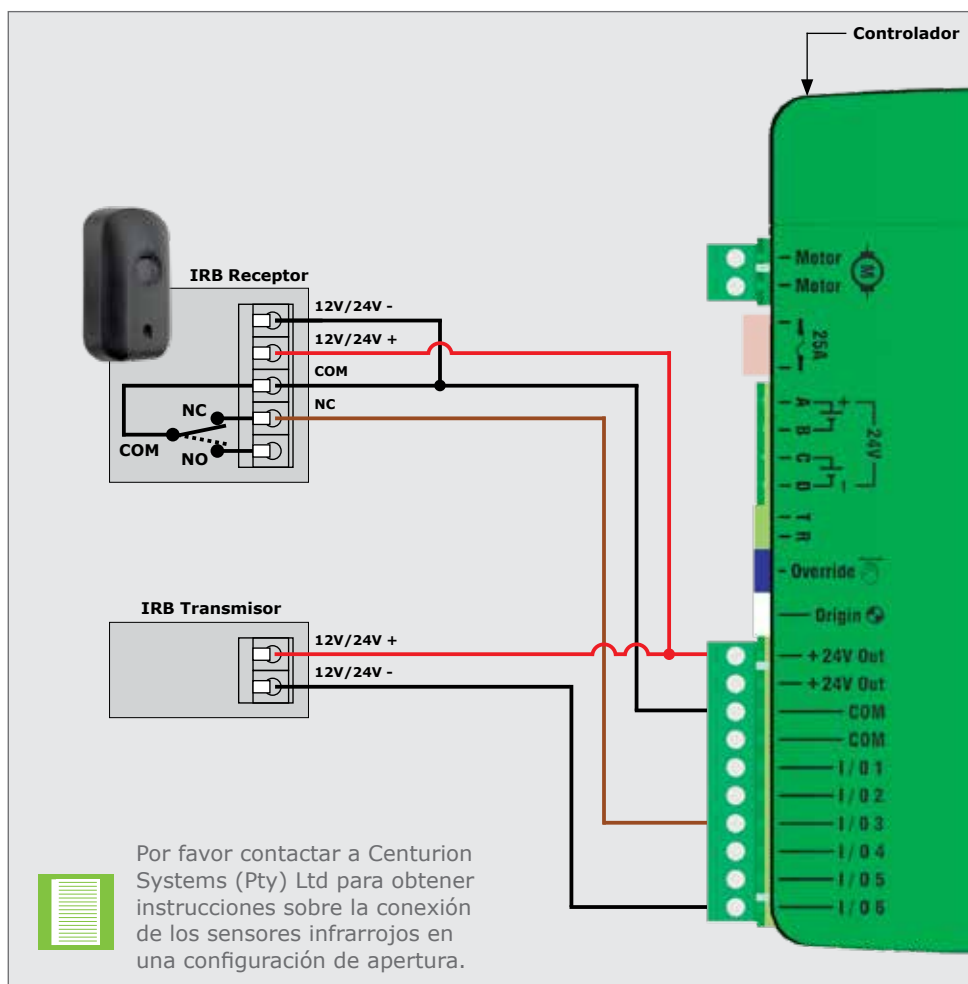 Controlador
IRB Receptor
12V/24V -
12V/24V +
COM
NC
NC
COM
NO
IRB Transmisor
12V/24V +
12V/24V -
Motor
M
Motor
25A
A
+
B
24V
C
D
-
T
R
Override
Origin
+ 24V Out
+ 24V Out
COM
COM
I / O 1
I / O 2
I / O 3
I / O 4
I / O 5
I / O 6
Por favor contactar a Centurion
Systems (Pty) Ltd para obtener
instrucciones sobre la conexión
de los sensores infrarrojos en
una configuración de apertura.